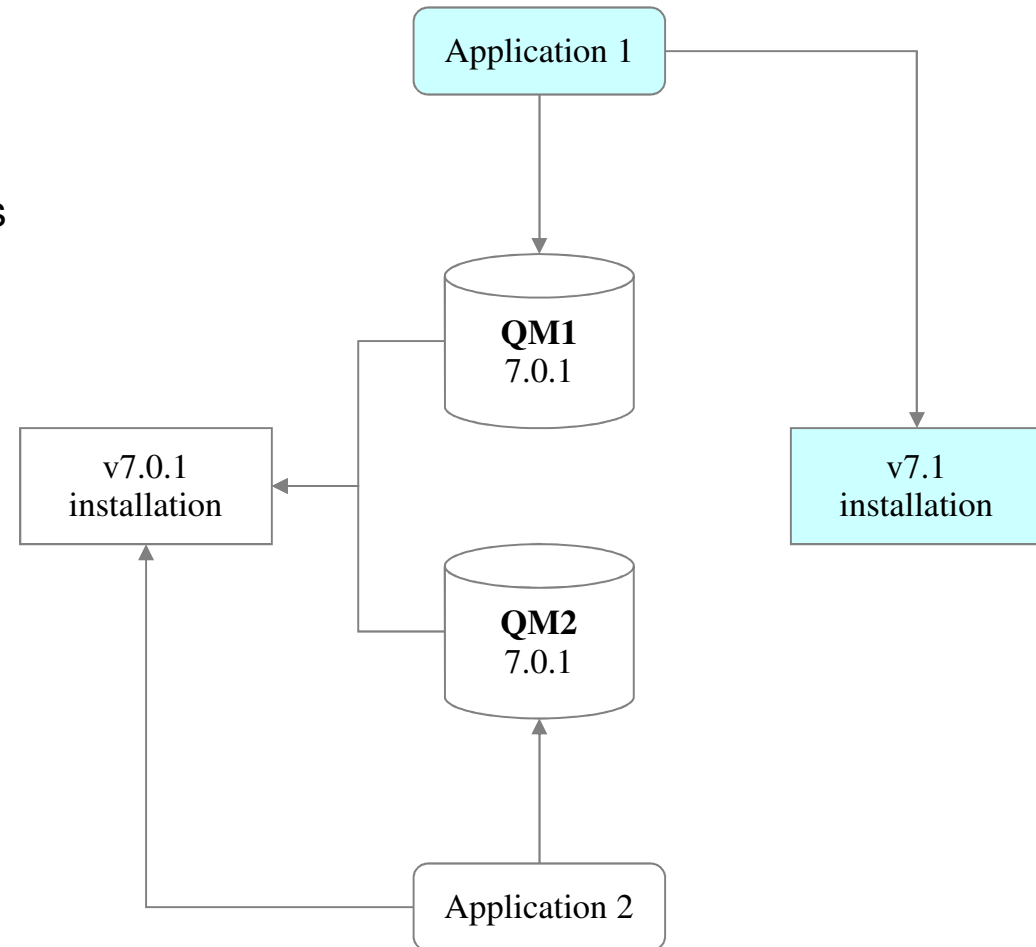 Application 1
s
QM1
7.0.1
v7.0.1
installation
v7.1
installation
QM2
7.0.1
Application 2